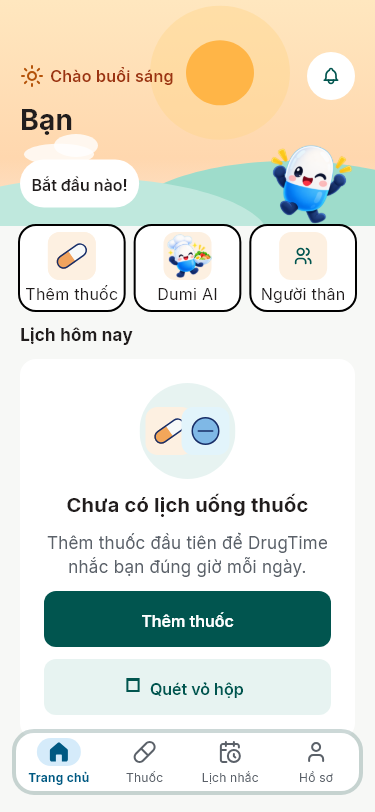 Chào buổi sáng
Bạn
Bắt đầu nào!
Thêm thuốc
Dumi AI
Người thân
Lịch hôm nay
Chưa có lịch uống thuốc
Thêm thuốc đầu tiên để DrugTime
nhắc bạn đúng giờ mỗi ngày.
Thêm thuốc
Quét vỏ hộp
Trang chủ
Thuốc
Lịch nhắc
Hồ sơ